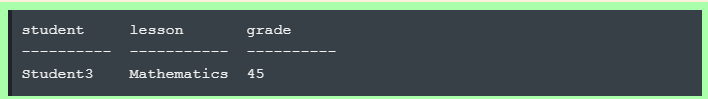 student     lesson       grade
----------  -----------  ----------
Student3    Mathematics  45